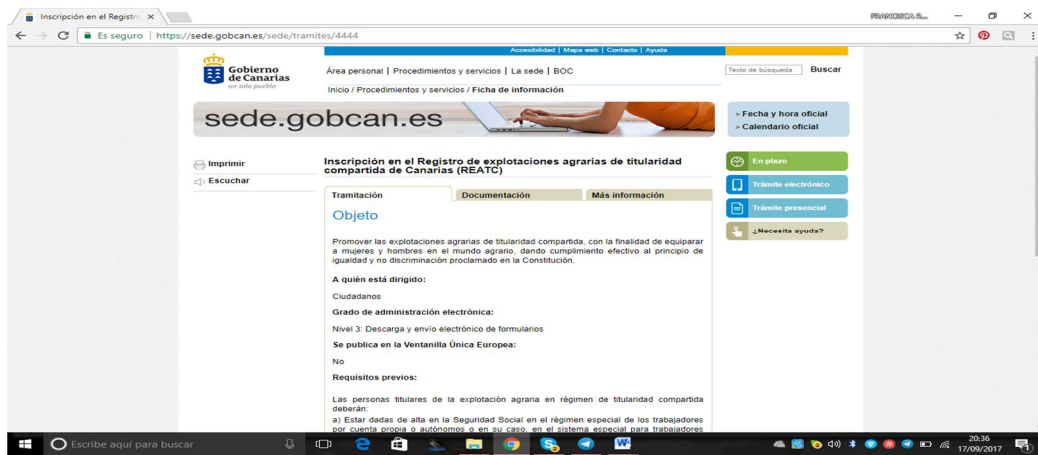 Inscripción en el Registro
FRANCISCA R...
Es seguro | https://sede.gobcan.es/sede/tramites/4444
Accesibilidad | Mapa web | Contacto | Ayuda
Gobierno
de Canarias
un solo pueblo
Área personal | Procedimientos y servicios | La sede | BOC
Texto de búsqueda Buscar
Inicio / Procedimientos y servicios / Ficha de información
sede.gobcan.es
> Fecha y hora oficial
> Calendario oficial
Imprimir
Escuchar
Inscripción en el Registro de explotaciones agrarias de titularidad
compartida de Canarias (REATC)
En plazo
Trámite electrónico
Trámite presencial
¿Necesita ayuda?
Tramitación Documentación Más información
Objeto
Promover las explotaciones agrarias de titularidad compartida, con la finalidad de equiparar
a mujeres y hombres en el mundo agrario, dando cumplimiento efectivo al principio de
igualdad y no discriminación proclamado en la Constitución.
A quién está dirigido:
Ciudadanos
Grado de administración electrónica:
Nivel 3: Descarga y envío electrónico de formularios
Se publica en la Ventanilla Única Europea:
No
Requisitos previos:
Las personas titulares de la explotación agraria en régimen de titularidad compartida
deberán:
a) Estar dadas de alta en la Seguridad Social en el régimen especial de los trabajadores
por cuenta propia o autónomos o en su caso, en el sistema especial para trabajadores
Escribe aquí para buscar
20:36
17/09/2017